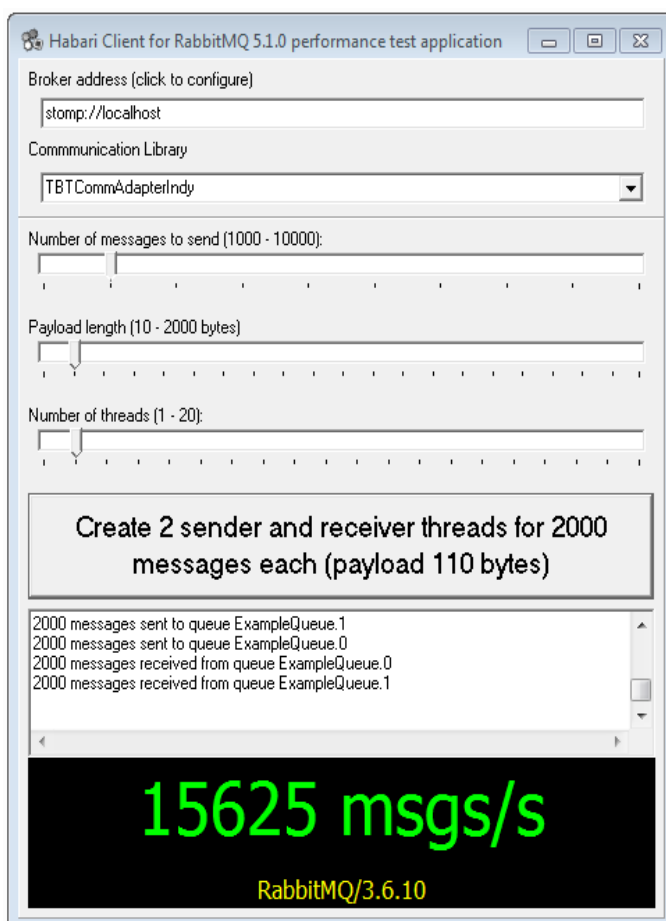 Habari Client for RabbitMQ 5.1.0 performance test application
Broker address (click to configure)
stomp://localhost
Commmunication Library
TBTCommAdapterIndy
Number of messages to send (1000 - 10000):
Payload length (10 - 2000 bytes)
Number of threads (1 - 20):
Create 2 sender and receiver threads for 2000
messages each (payload 110 bytes)
2000 messages sent to queue ExampleQueue.1
2000 messages sent to queue ExampleQueue.0
2000 messages received from queue ExampleQueue.0
2000 messages received from queue ExampleQueue.1
15625 msgs/s
RabbitMQ/3.6.10